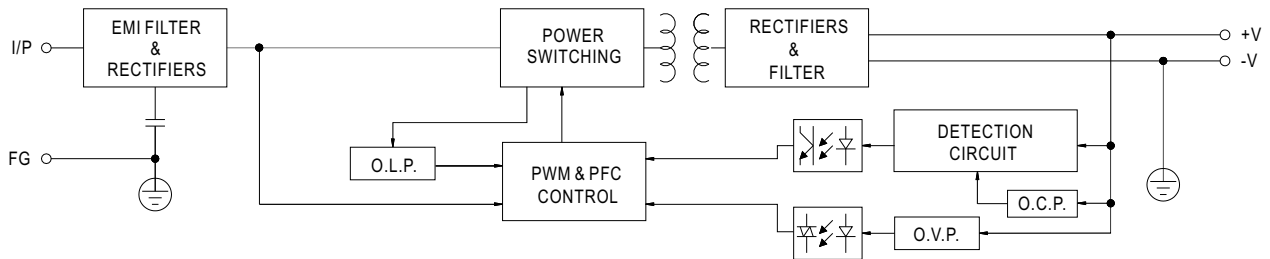 I/P
EMI FILTER
&
RECTIFIERS
POWER
SWITCHING
RECTIFIERS
&
FILTER
+V
-V
FG
O.L.P.
PWM & PFC
CONTROL
DETECTION
CIRCUIT
O.C.P.
O.V.P.